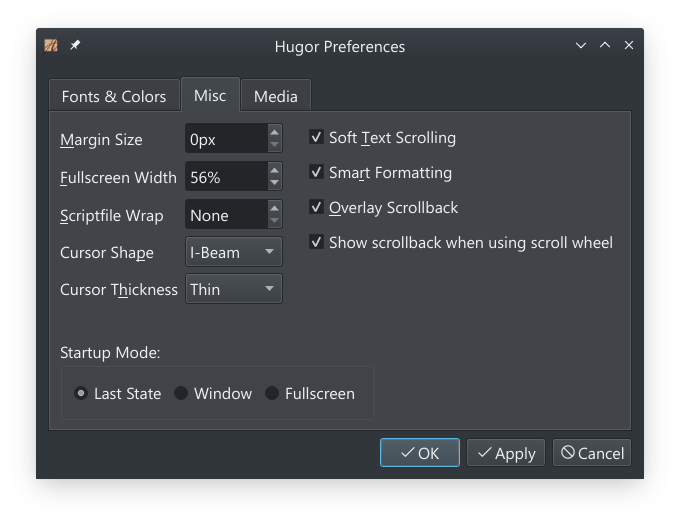 Hugor Preferences
Fonts & Colors Misc Media
Margin Size 0px
Fullscreen Width 56%
Scriptfile Wrap None
Cursor Shape I-Beam
Cursor Thickness Thin
Soft Text Scrolling
Smart Formatting
Overlay Scrollback
Show scrollback when using scroll wheel
Startup Mode:
Last State Window Fullscreen
OK Apply Cancel